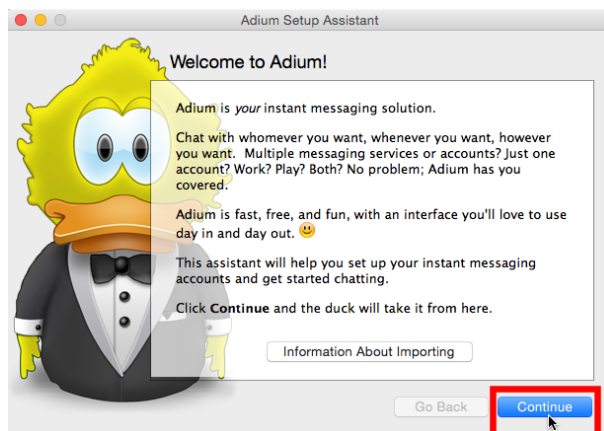 Adium Setup Assistant
Welcome to Adium!
Adium is your instant messaging solution.
Chat with whomever you want, whenever you want, however
you want. Multiple messaging services or accounts? Just one
account? Work? Play? Both? No problem; Adium has you
covered.
Adium is fast, free, and fun, with an interface you'll love to use
day in and day out. 😃
This assistant will help you set up your instant messaging
accounts and get started chatting.
Click Continue and the duck will take it from here.
Information About Importing
Go Back
Continue